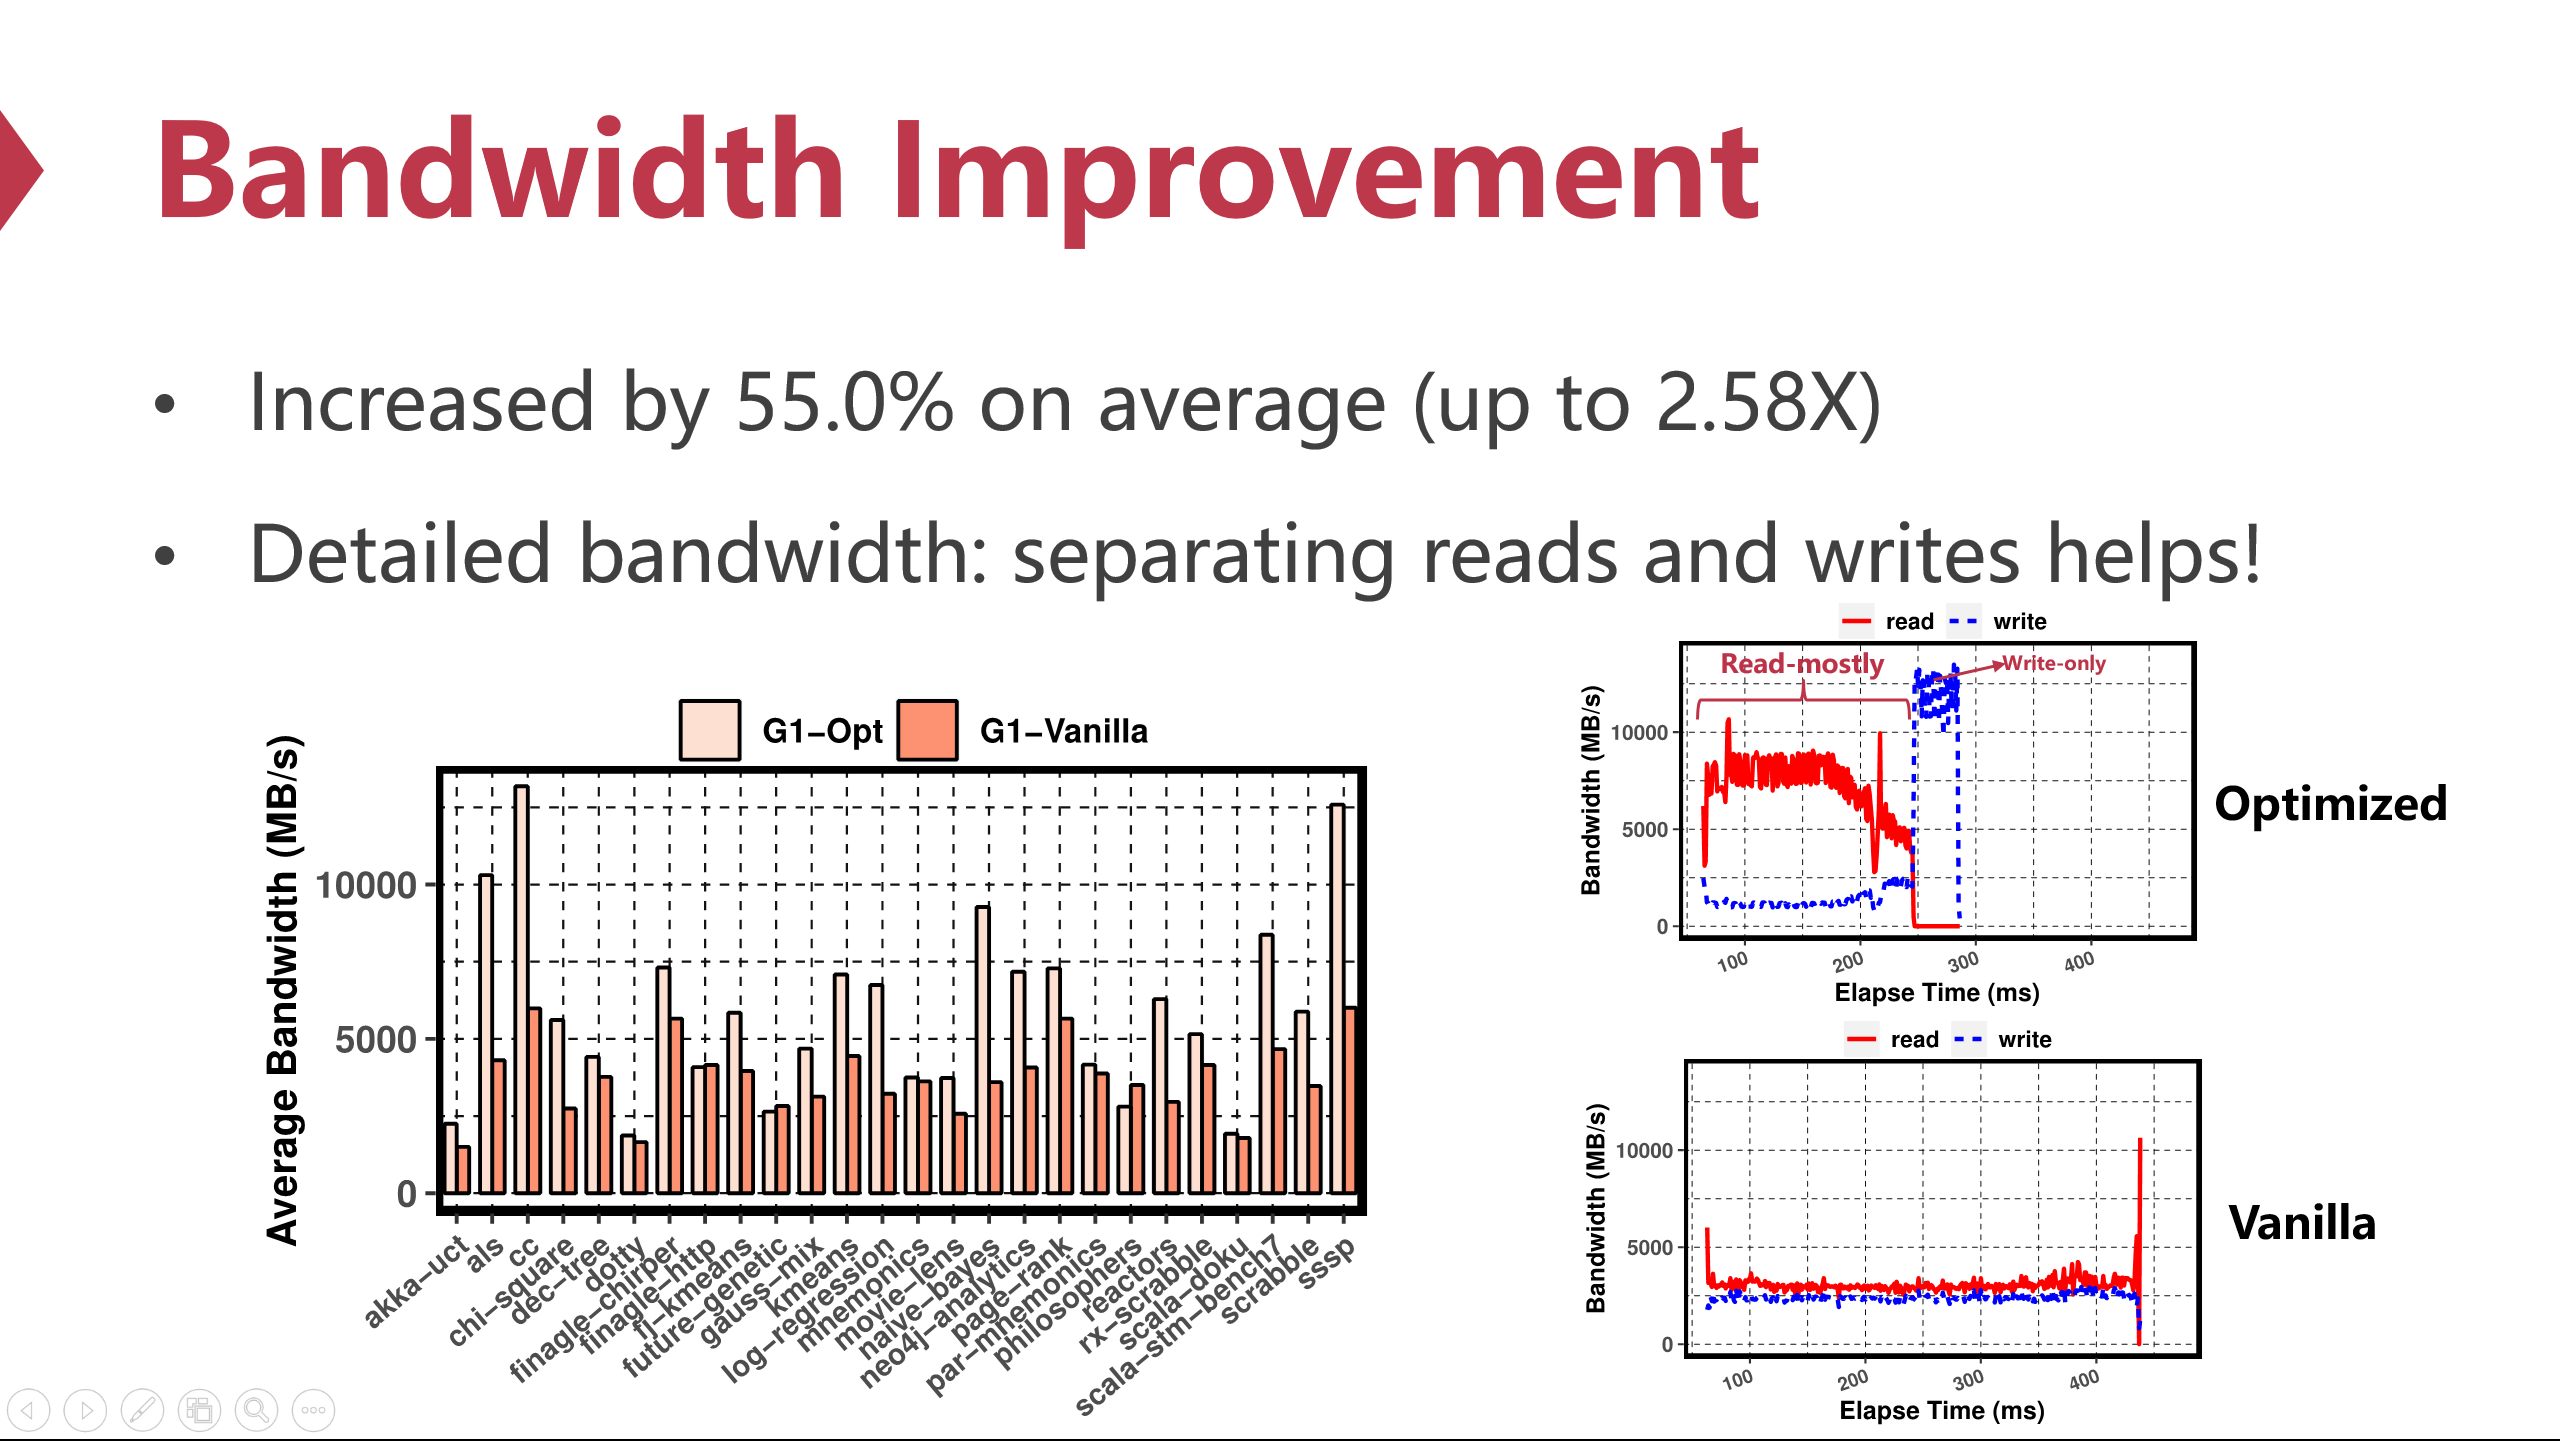 Bandwidth Improvement
• Increased by 55.0% on average (up to 2.58X)
• Detailed bandwidth: separating reads and writes helps!
G1–Opt G1–Vanilla
Average Bandwidth (MB/s)
10000
5000
0
akka–uct
als
cc
chi–square
dec–tree
dotty
finagle–chirper
finagle–http
fj–kmeans
future–genetic
gauss–mix
kmeans
log–regression
mnemonics
movie–lens
naive–bayes
neo4j–analytics
page–rank
par–mnemonics
philosophers
reactors
rx–scrabble
scala–doku
scala–stm–bench7
scrabble
sssp
read write
Read-mostly
Write-only
Bandwidth (MB/s)
10000
5000
0
100 200 300 400
Elapse Time (ms)
Optimized
read write
Bandwidth (MB/s)
10000
5000
0
100 200 300 400
Elapse Time (ms)
Vanilla